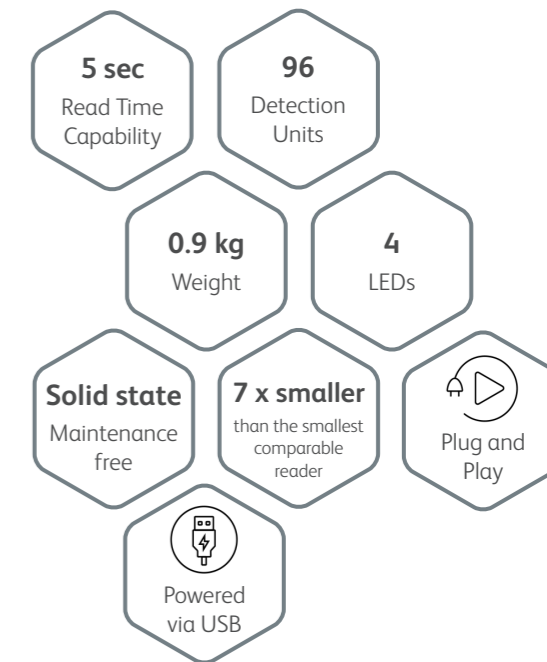 5 sec
Read Time
Capability
96
Detection
Units
0.9 kg
Weight
4
LEDs
Solid state
Maintenance
free
7 x smaller
than the smallest
comparable
reader
Plug and
Play
Powered
via USB